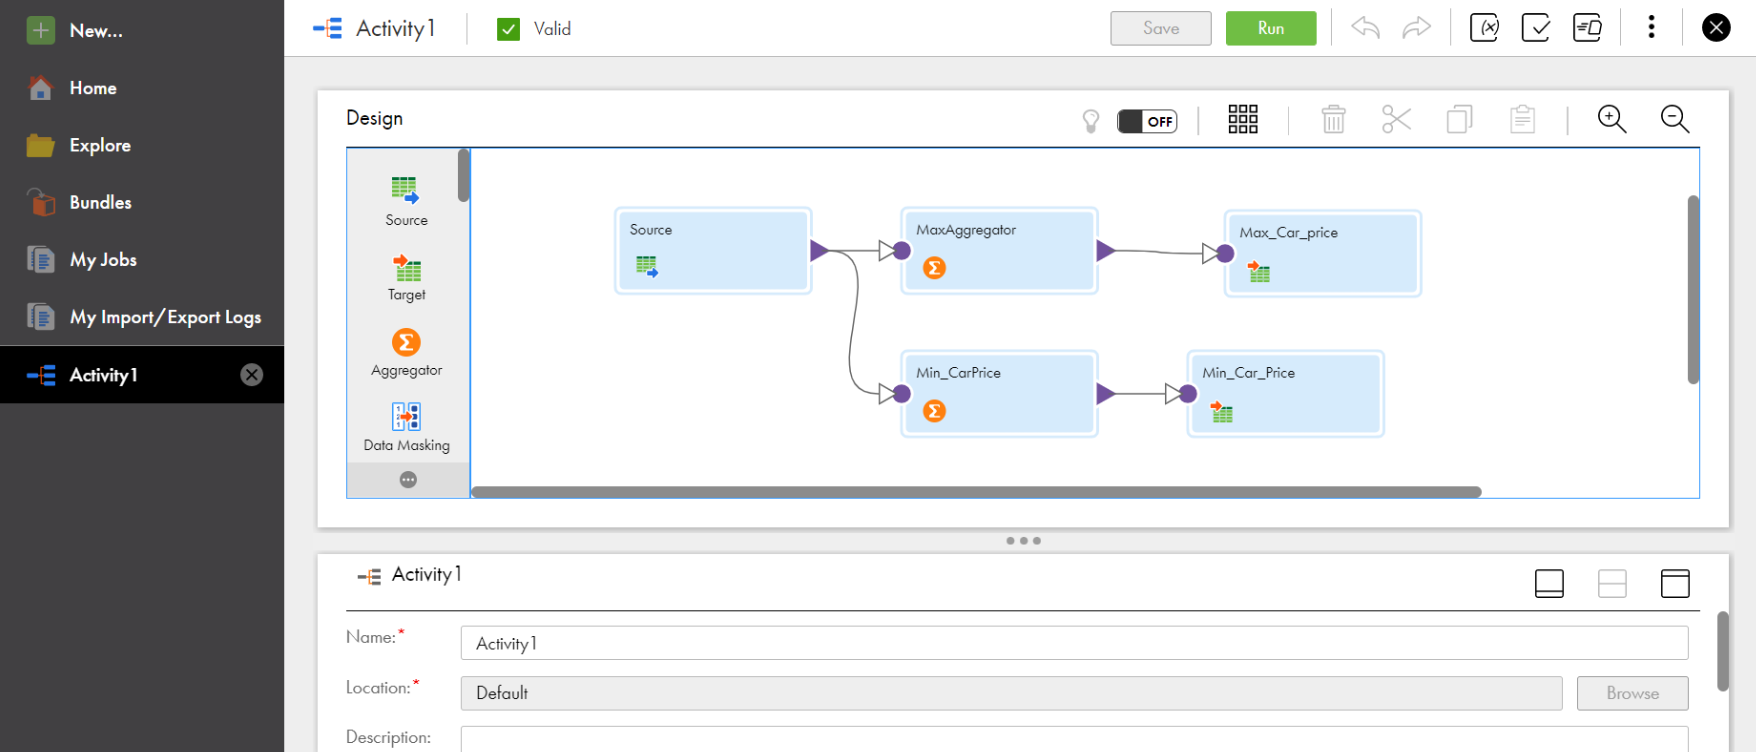 New...
Home
Explore
Bundles
My Jobs
My Import/Export Logs
Activity1
Activity1
Valid
Save
Run
Design
OFF
Source
Target
Aggregator
Data Masking
Source
MaxAggregator
Max_Car_price
Min_CarPrice
Min_Car_Price
Activity1
Name:*
Activity1
Location:*
Default
Browse
Description: